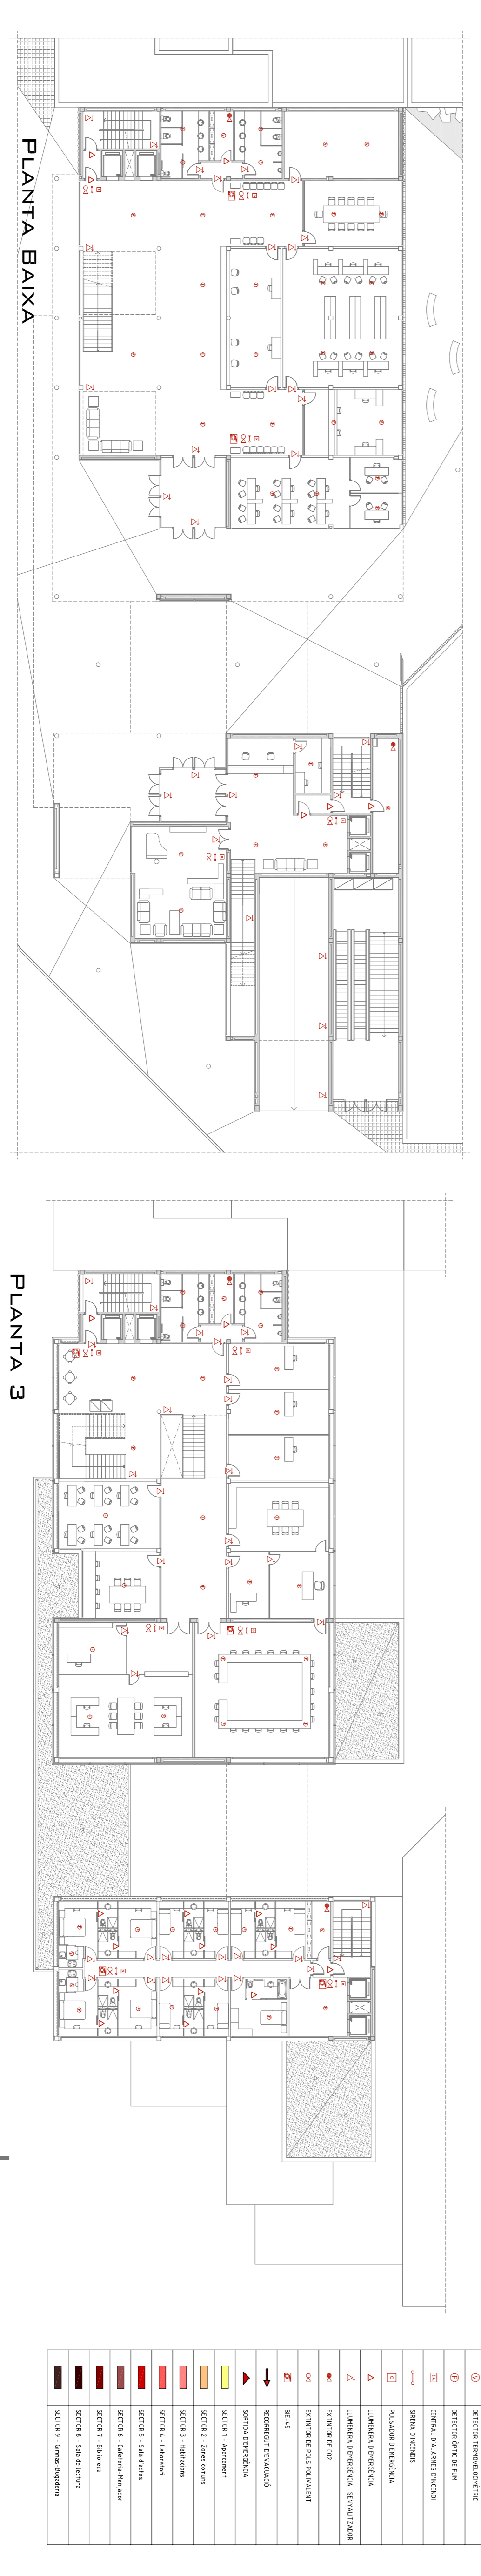 PLANTA BAIXA
PLANTA 3
DETECTOR TERMOVELOCIMÈTRIC
DETECTOR ÒPTIC DE FUM
CENTRAL D'ALARMES D'INCENDI
SIRENA D'INCENDIS
PULSADOR D'EMERGÈNCIA
LLUMENERA D'EMERGÈNCIA
LLUMENERA D'EMERGÈNCIA I SENYALITZADOR
EXTINTOR DE CO2
EXTINTOR DE POLS POLIVALENT
BIE-45
RECORREGUT D'EVACUACIÓ
SORTIDA D'EMERGENCIA
SECTOR 1 - Aparcament
SECTOR 2 - Zones comuns
SECTOR 3 - Habitacions
SECTOR 4 - Laboratori
SECTOR 5 - Sala d'actes
SECTOR 6 - Cafeteria-Menjador
SECTOR 7 - Biblioteca
SECTOR 8 - Sala de lectura
SECTOR 9 - Gimnàs-Bugaderia